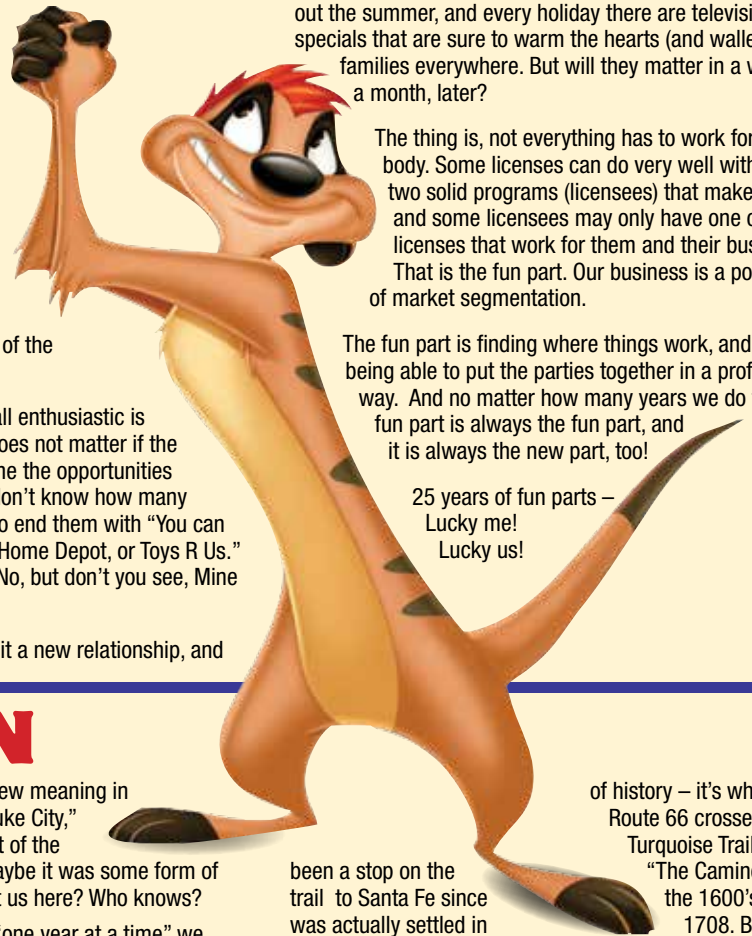 of the
all enthusiastic is
oes not matter if the
ne the opportunities
don't know how many
o end them with “You can
Home Depot, or Toys R Us.”
No, but don't you see, Mine
it a new relationship, and
out the summer, and every holiday there are televisi
specials that are sure to warm the hearts (and walle
families everywhere. But will they matter in a w
a month, later?
The thing is, not everything has to work for
body. Some licenses can do very well with
two solid programs (licensees) that make
and some licensees may only have one o
licenses that work for them and their bus
That is the fun part. Our business is a po
of market segmentation.
The fun part is finding where things work, and
being able to put the parties together in a prof
way. And no matter how many years we do
fun part is always the fun part, and
it is always the new part, too!
25 years of fun parts –
Lucky me!
Lucky us!
N
ew meaning in
uke City,”
t of the
aybe it was some form of
t us here? Who knows?
“one year at a time” we
been a stop on the
trail to Santa Fe since
was actually settled in
of history – it's wh
Route 66 crosse
Turquoise Trail
“The Camino
the 1600's
1708. B